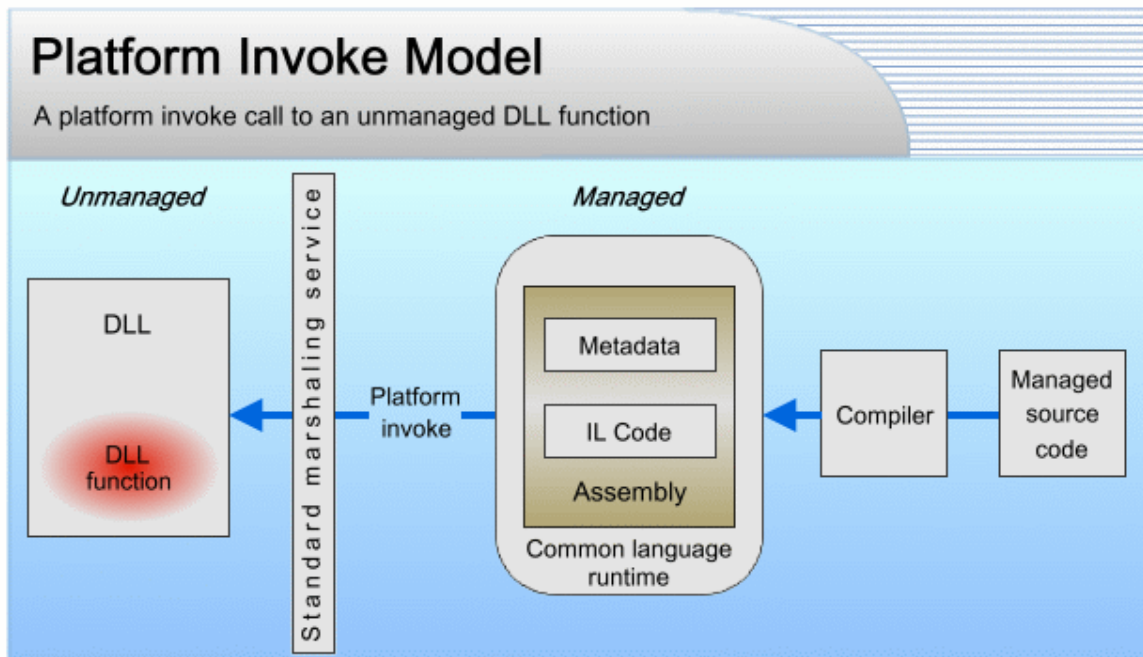 Platform Invoke Model
A platform invoke call to an unmanaged DLL function
Unmanaged
Managed
Standard marshaling service
DLL
DLL
function
Platform
invoke
Metadata
IL Code
Assembly
Common language
runtime
Compiler
Managed
source
code